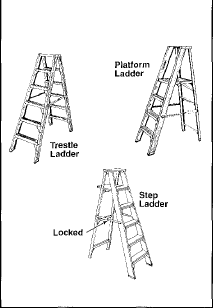 Platform
Ladder
Trestle
Ladder
Step
Ladder
Locked